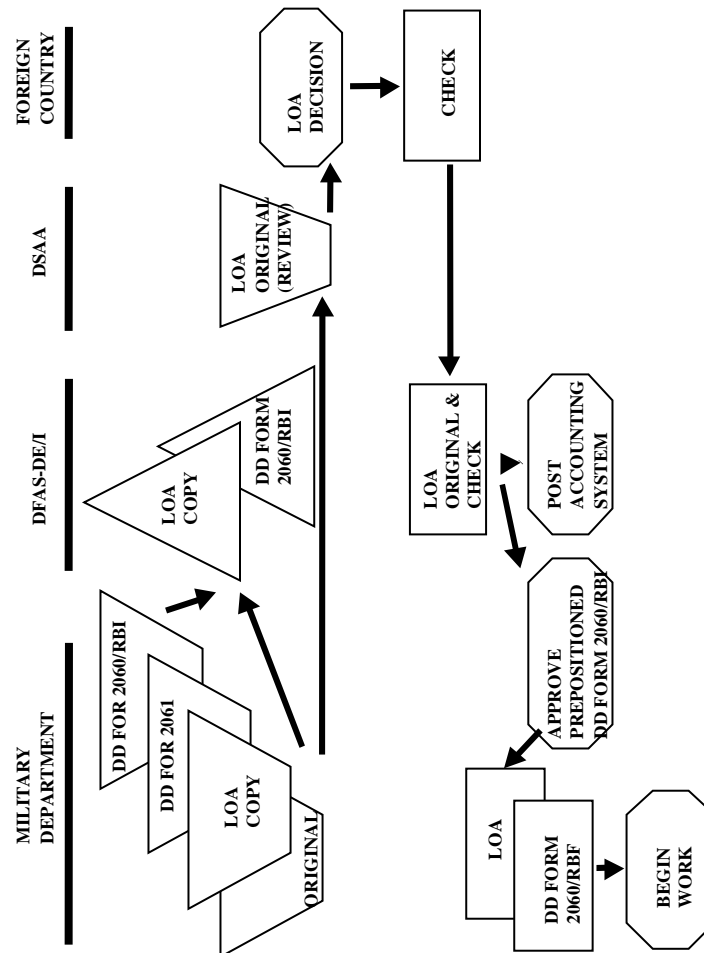 MILITARY
DEPARTMENT
DFAS-DE/I
DSAA
FOREIGN
COUNTRY
DD FOR 2060/RBI
DD FOR 2061
LOA
COPY
ORIGINAL
LOA
COPY
DD FORM
2060/RBI
LOA
ORIGINAL
(REVIEW)
LOA
DECISION
CHECK
LOA
ORIGINAL &
CHECK
POST
ACCOUNTING
SYSTEM
APPROVE
PREPOSITIONED
DD FORM 2060/RBI
LOA
DD FORM
2060/RBF
BEGIN
WORK